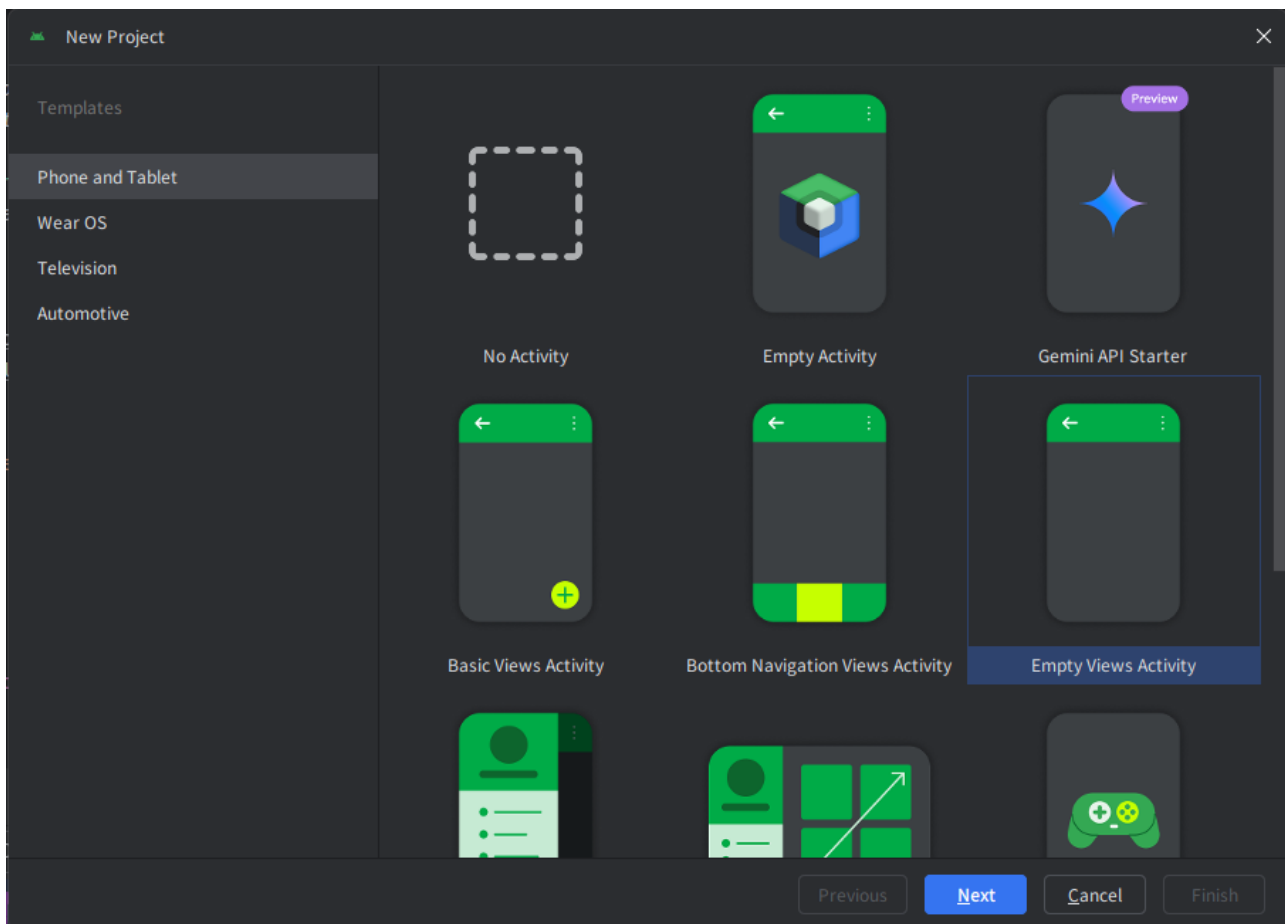 New Project
Templates
Phone and Tablet
Wear OS
Television
Automotive
Preview
No Activity
Empty Activity
Gemini API Starter
Basic Views Activity
Bottom Navigation Views Activity
Empty Views Activity
Previous
Next
Cancel
Finish